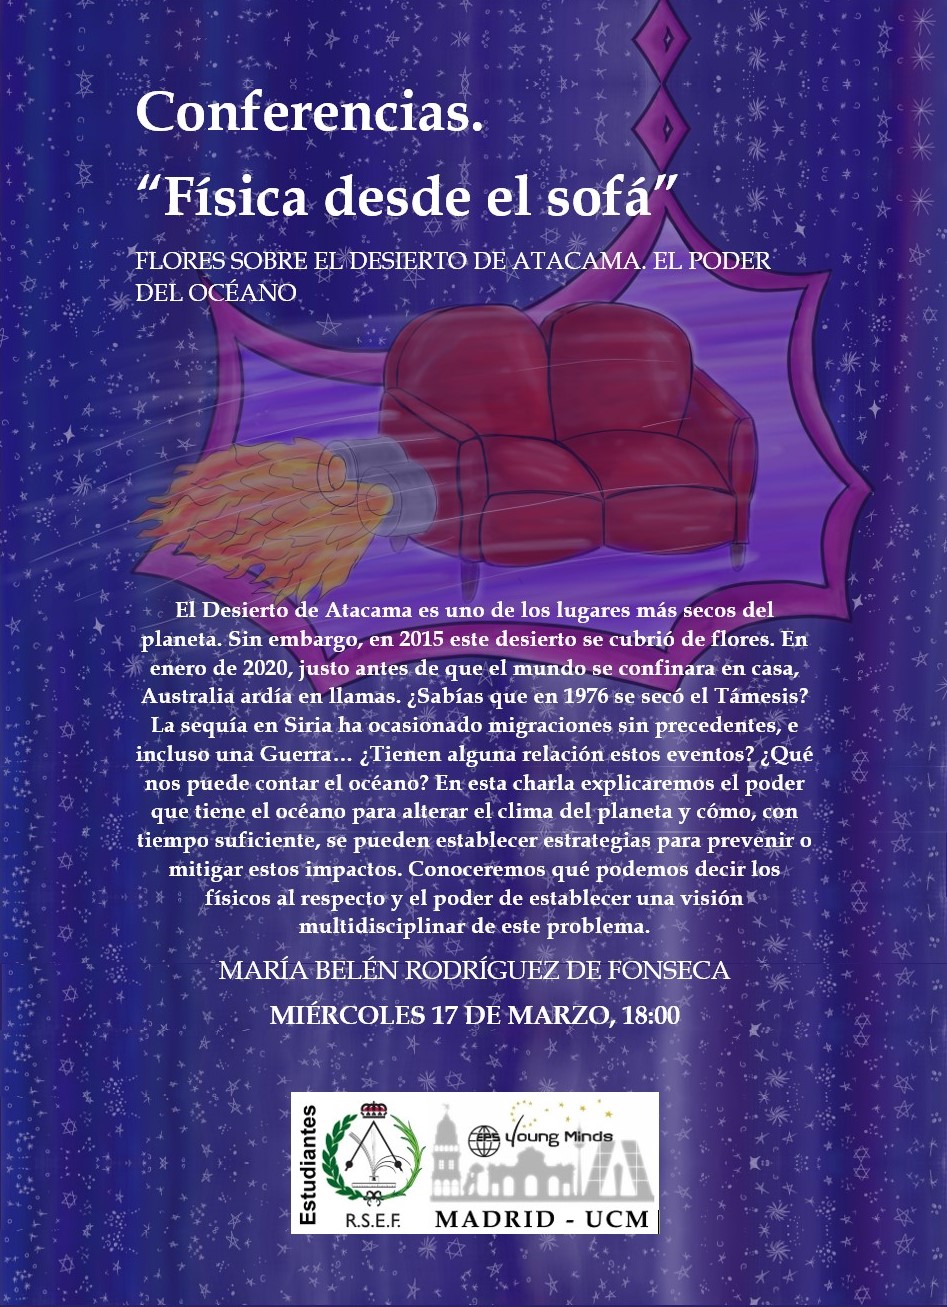 Conferencias.
“Física desde el sofá”
FLORES SOBRE EL DESIERTO DE ATACAMA. EL PODER
DEL OCÉANO
El Desierto de Atacama es uno de los lugares más secos del
planeta. Sin embargo, en 2015 este desierto se cubrió de flores. En
enero de 2020, justo antes de que el mundo se confinara en casa,
Australia ardía en llamas. ¿Sabías que en 1976 se secó el Támesis?
La sequía en Siria ha ocasionado migraciones sin precedentes, e
incluso una Guerra… ¿Tienen alguna relación estos eventos? ¿Qué
nos puede contar el océano? En esta charla explicaremos el poder
que tiene el océano para alterar el clima del planeta y cómo, con
tiempo suficiente, se pueden establecer estrategias para prevenir o
mitigar estos impactos. Conoceremos qué podemos decir los
físicos al respecto y el poder de establecer una visión
multidisciplinar de este problema.
MARÍA BELÉN RODRÍGUEZ DE FONSECA
MIÉRCOLES 17 DE MARZO, 18:00
Estudiantes
R.S.E.F.
eps Young Minds
MADRID - UCM